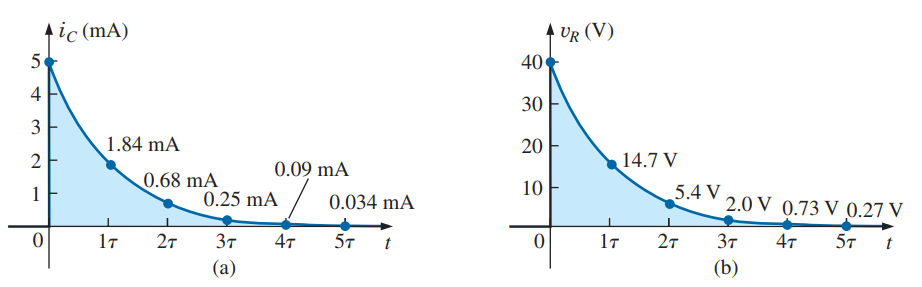 i_C (mA)
5
4
3
2
1
0
1.84 mA
0.68 mA
0.25 mA
0.09 mA
0.034 mA
1τ
2τ
3τ
4τ
5τ
t
(a)
v_R (V)
40
30
20
10
0
14.7 V
5.4 V
2.0 V
0.73 V
0.27 V
1τ
2τ
3τ
4τ
5τ
t
(b)